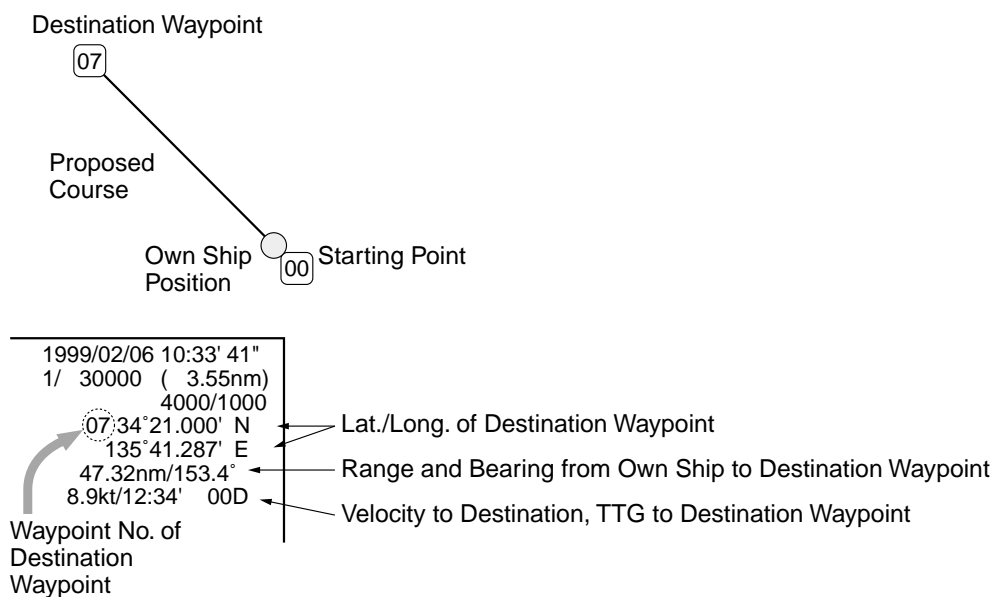 Destination Waypoint
07
Proposed
Course
Own Ship
Position
00
Starting Point
1999/02/06 10:33' 41"
1/ 30000 ( 3.55nm)
4000/1000
07 34°21.000' N
135°41.287' E
47.32nm/153.4°
8.9kt/12:34' 00D
Lat./Long. of Destination Waypoint
Range and Bearing from Own Ship to Destination Waypoint
Velocity to Destination, TTG to Destination Waypoint
Waypoint No. of
Destination
Waypoint